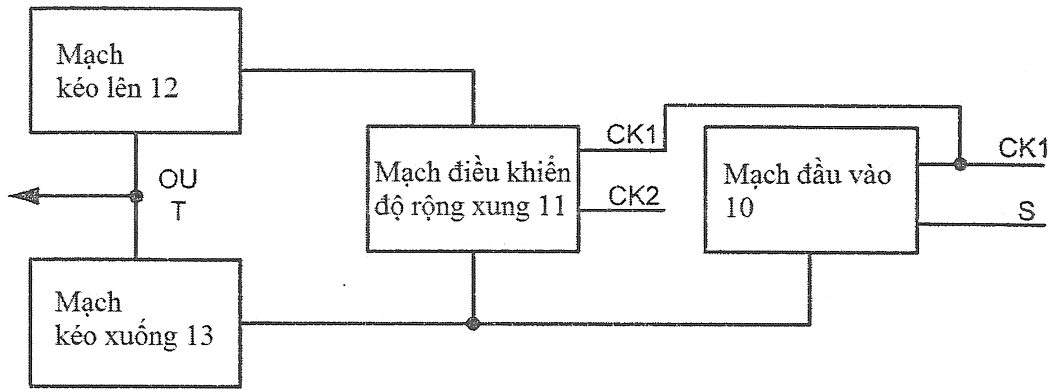 Mạch
kéo lên 12
OU
T
Mạch
kéo xuống 13
Mạch điều khiển
độ rộng xung 11
CK1
CK2
Mạch đầu vào
10
CK1
S